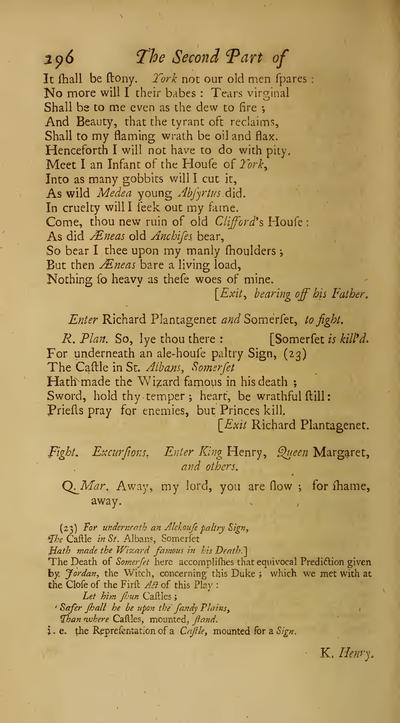 296 The Second Part of
It ſhall be ſtony. York not our old men ſpares :
No more will I their babes : Tears virginal
Shall be to me even as the dew to fire ;
And Beauty, that the tyrant oft reclaims,
Shall to my flaming wrath be oil and flax.
Henceforth I will not have to do with pity.
Meet I an Infant of the Houſe of York,
Into as many gobbits will I cut it,
As wild Medea young Abſyrtus did.
In cruelty will I ſeek out my fame.
Come, thou new ruin of old Clifford's Houſe :
As did Æneas old Anchiſes bear,
So bear I thee upon my manly ſhoulders ;
But then Æneas bare a living load,
Nothing ſo heavy as theſe woes of mine.
[Exit, bearing off his Father.
Enter Richard Plantagenet and Somerſet, to fight.
R. Plan. So, lye thou there : [Somerſet is kill'd.
For underneath an ale-houſe paltry Sign, (23)
The Caſtle in St. Albans, Somerſet
Hath made the Wizard famous in his death ;
Sword, hold thy temper ; heart, be wrathful ſtill :
Prieſts pray for enemies, but Princes kill.
[Exit Richard Plantagenet.
Fight. Excurſions. Enter King Henry, Queen Margaret,
and others.
Q. Mar. Away, my lord, you are ſlow ; for ſhame,
away.
(23) For underneath an Alehouſe paltry Sign,
The Caſtle in St. Albans, Somerſet
Hath made the Wizard famous in his Death.]
The Death of Somerſet here accompliſhes that equivocal Prediction given
by Jordan, the Witch, concerning this Duke ; which we met with at
the Cloſe of the Firſt Act of this Play :
Let him ſhun Caſtles ;
Safer ſhall he be upon the ſandy Plains,
Than where Caſtles, mounted, ſtand.
i. e. the Repreſentation of a Caſtle, mounted for a Sign.
K. Henry.